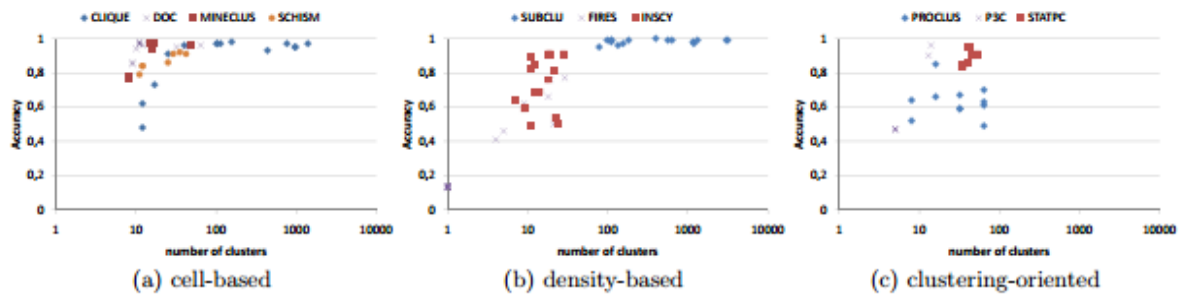 CLIQUE DOC MINECLUS SCHISM
Accuracy
1
0,8
0,6
0,4
0,2
0
1 10 100 1000 10000
number of clusters
(a) cell-based
SUBCLU FIRES INSCY
Accuracy
1
0,8
0,6
0,4
0,2
0
1 10 100 1000 10000
number of clusters
(b) density-based
PROCLUS P3C STATPC
Accuracy
1
0,8
0,6
0,4
0,2
0
1 10 100 1000 10000
number of clusters
(c) clustering-oriented